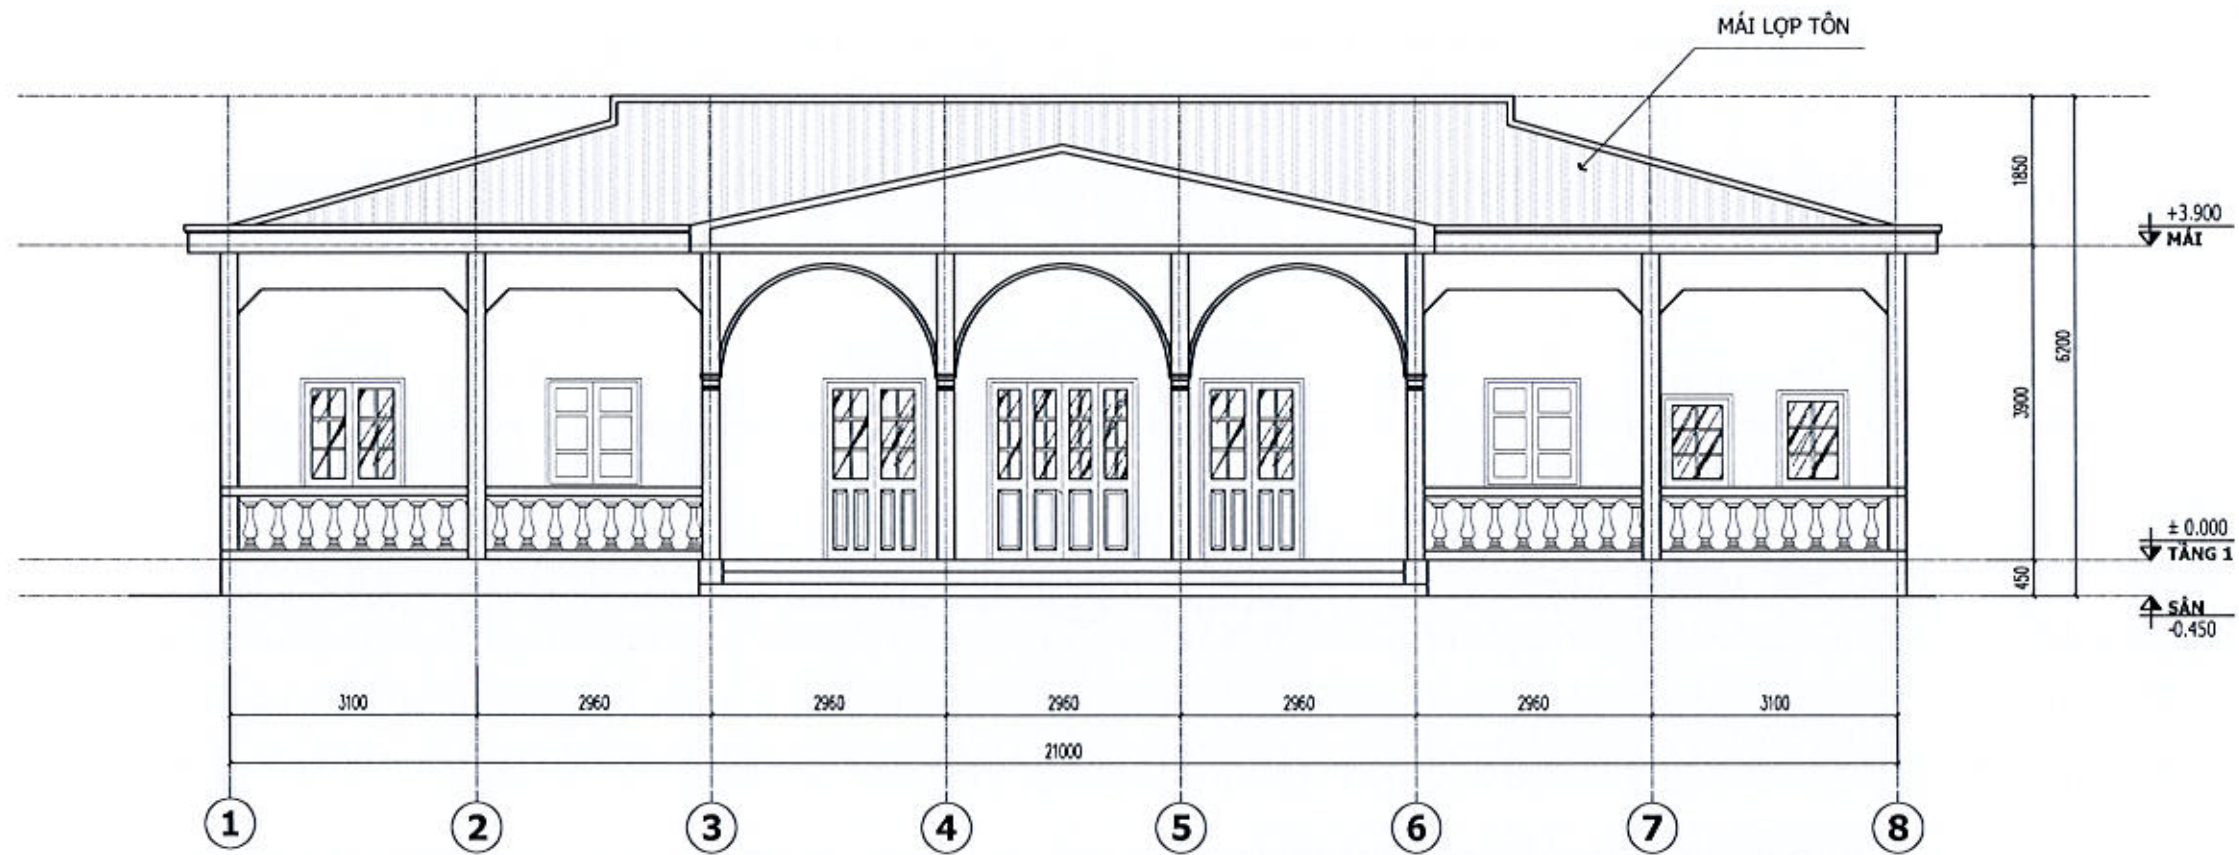 MÁI LỢP TÔN
1850
+3.900
MÁI
6200
3900
± 0.000
TẦNG 1
450
SÂN
-0.450
3100 2960 2960 2960 2960 2960 3100
21000
1 2 3 4 5 6 7 8